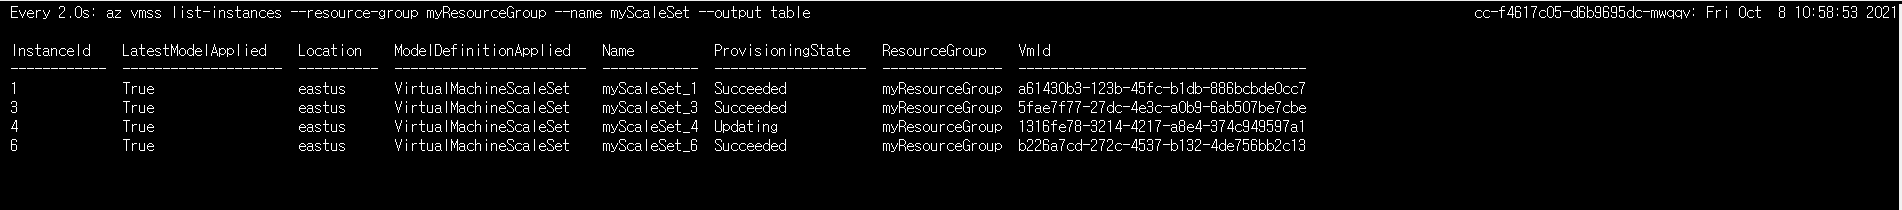 Every 2.0s: az vmss list-instances --resource-group myResourceGroup --name myScaleSet --output table cc-f4617c05-d6b9695dc-mwqqv: Fri Oct 8 10:58:53 2021
InstanceId LatestModelApplied Location ModelDefinitionApplied Name ProvisioningState ResourceGroup VmId
------------ -------------------- ---------- ------------------------ ------------ ------------------- --------------- ------------------------------------
1 True eastus VirtualMachineScaleSet myScaleSet_1 Succeeded myResourceGroup a61430b3-123b-45fc-b1db-886bcbde0cc7
3 True eastus VirtualMachineScaleSet myScaleSet_3 Succeeded myResourceGroup 5fae7f77-27dc-4e3c-a0b9-6ab507be7cbe
4 True eastus VirtualMachineScaleSet myScaleSet_4 Updating myResourceGroup 1316fe78-3214-4217-a8e4-374c949597a1
6 True eastus VirtualMachineScaleSet myScaleSet_6 Succeeded myResourceGroup b226a7cd-272c-4537-b132-4de756bb2c13